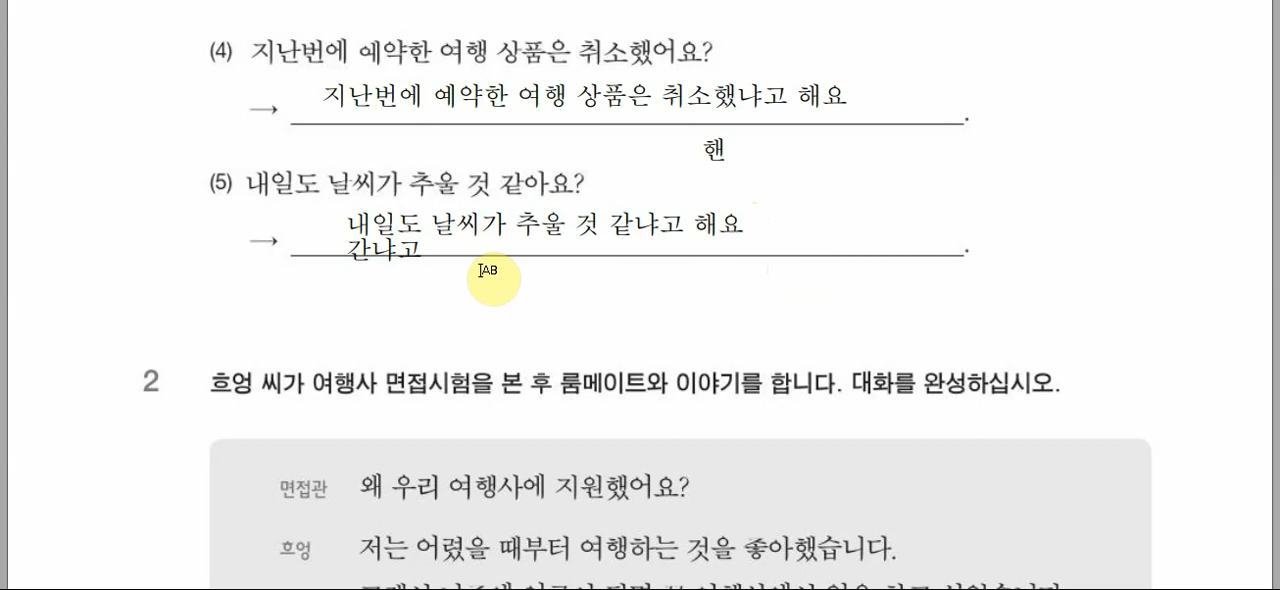 (4) 지난번에 예약한 여행 상품은 취소했어요?
→ 지난번에 예약한 여행 상품은 취소했냐고 해요.
핸
(5) 내일도 날씨가 추울 것 같아요?
→ 내일도 날씨가 추울 것 같냐고 해요.
간냐고
AB
2 흐엉 씨가 여행사 면접시험을 본 후 룸메이트와 이야기를 합니다. 대화를 완성하십시오.
면접관 왜 우리 여행사에 지원했어요?
흐엉 저는 어렸을 때부터 여행하는 것을 좋아했습니다.